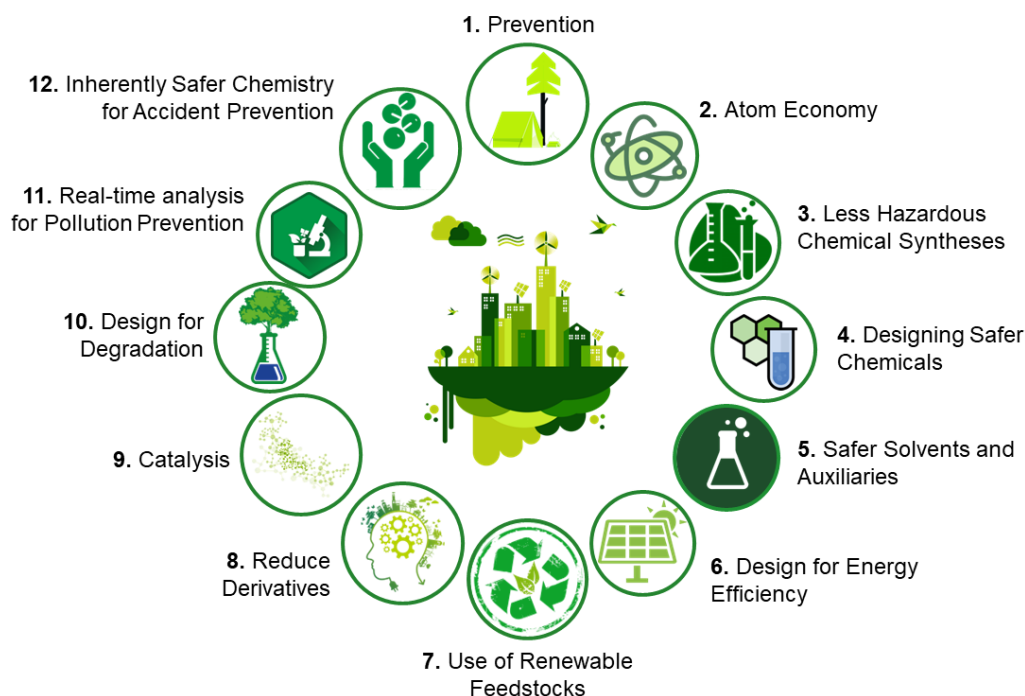 1. Prevention
2. Atom Economy
3. Less Hazardous
Chemical Syntheses
4. Designing Safer
Chemicals
5. Safer Solvents and
Auxiliaries
6. Design for Energy
Efficiency
7. Use of Renewable
Feedstocks
8. Reduce
Derivatives
9. Catalysis
10. Design for
Degradation
11. Real-time analysis
for Pollution Prevention
12. Inherently Safer Chemistry
for Accident Prevention